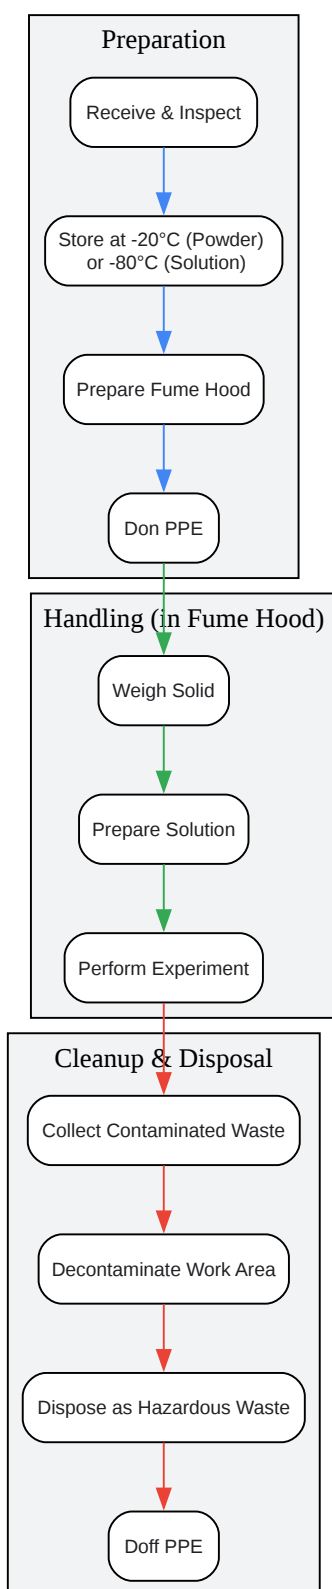 Preparation
Receive & Inspect
Store at -20°C (Powder)
or -80°C (Solution)
Prepare Fume Hood
Don PPE
Handling (in Fume Hood)
Weigh Solid
Prepare Solution
Perform Experiment
Cleanup & Disposal
Collect Contaminated Waste
Decontaminate Work Area
Dispose as Hazardous Waste
Doff PPE